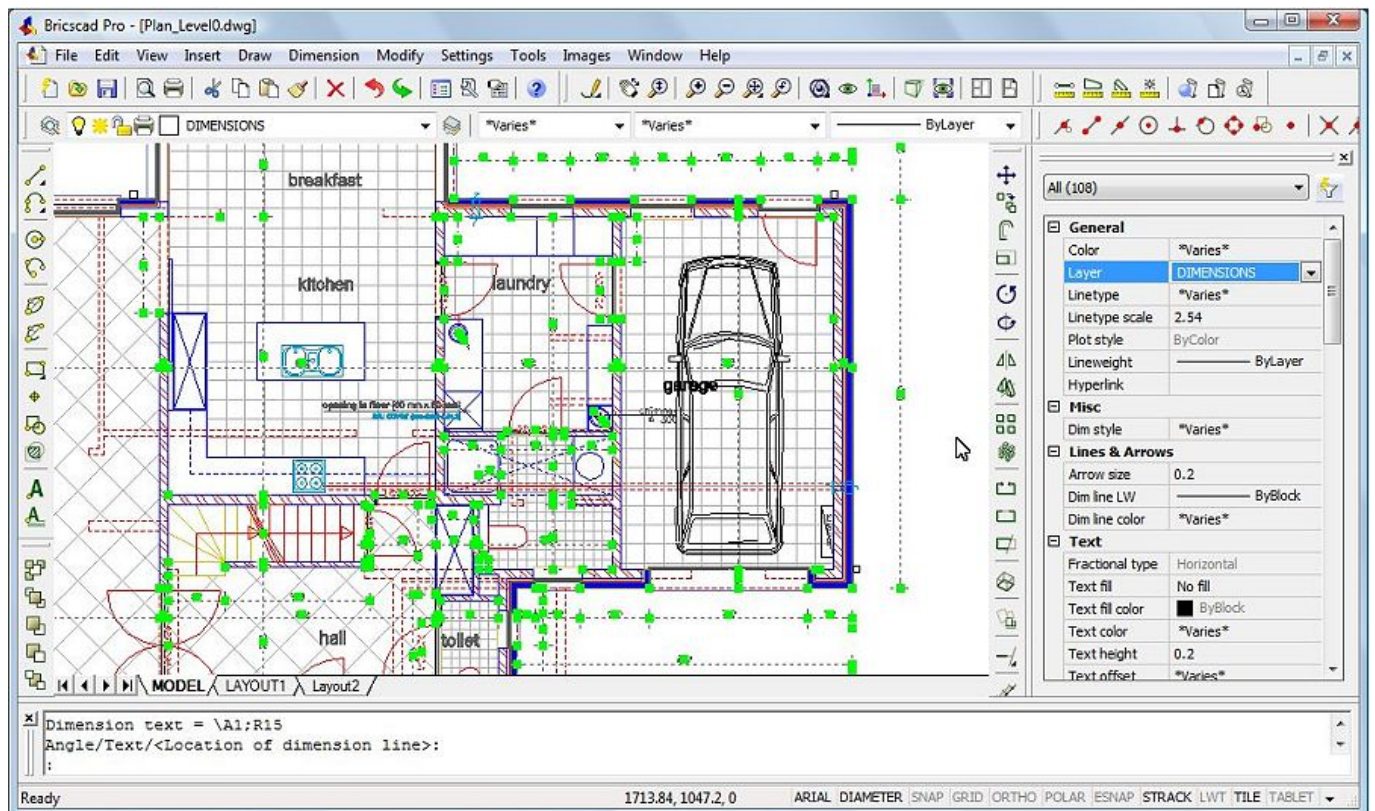 Bricscad Pro - [Plan_Level0.dwg]
File Edit View Insert Draw Dimension Modify Settings Tools Images Window Help
DIMENSIONS *Varies* *Varies* ByLayer
breakfast
kitchen
laundry
garage
opening in floor
hall
toilet
MODEL LAYOUT1 Layout2
All (108)
General
Color *Varies*
Layer DIMENSIONS
Linetype *Varies*
Linetype scale 2.54
Plot style ByColor
Lineweight ByLayer
Hyperlink
Misc
Dim style *Varies*
Lines & Arrows
Arrow size 0.2
Dim line LW ByBlock
Dim line color *Varies*
Text
Fractional type Horizontal
Text fill No fill
Text fill color ByBlock
Text color *Varies*
Text height 0.2
Text offset *Varies*
Dimension text = \A1;R15
Angle/Text/<Location of dimension line>:
:
Ready 1713.84, 1047.2, 0 ARIAL DIAMETER SNAP GRID ORTHO POLAR ESNAP STRACK LWT TILE TABLET